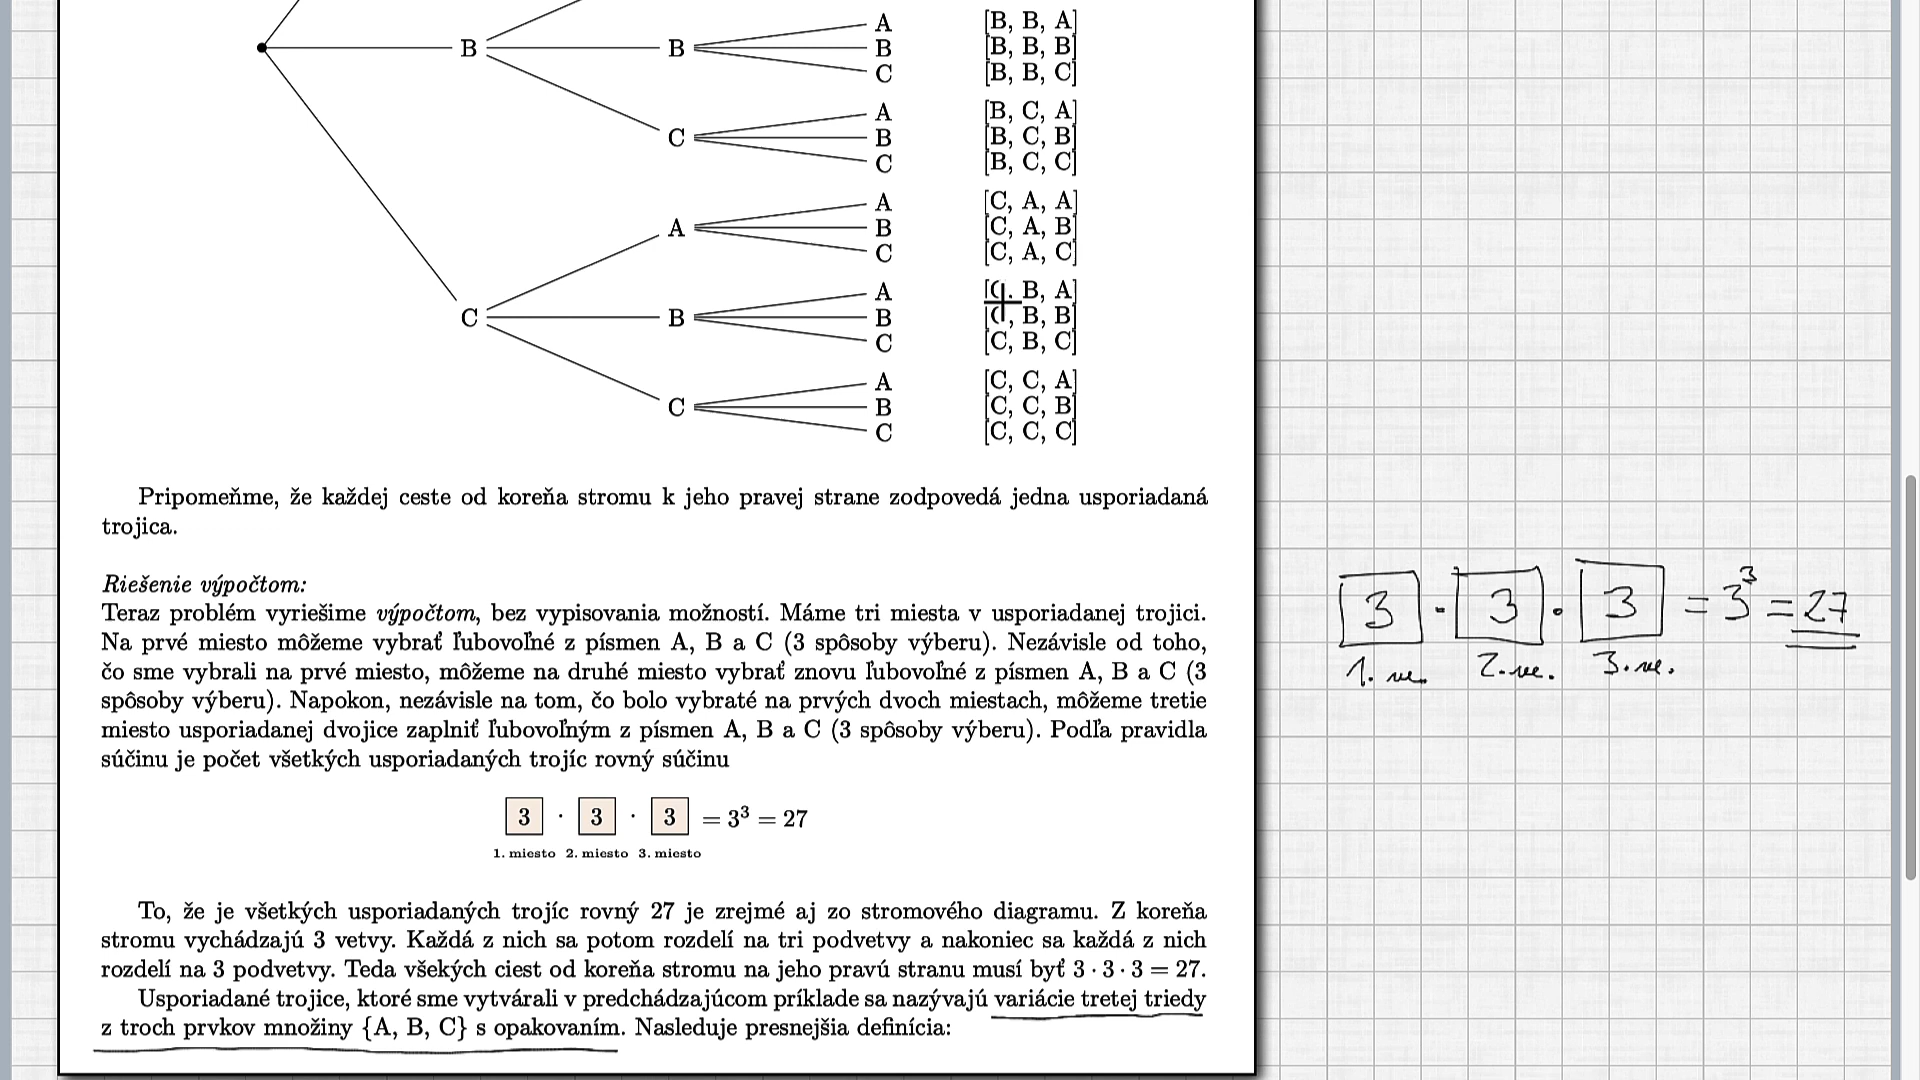 A
B B B
C
[B, B, A]
[B, B, B]
[B, B, C]
A
C B
C
[B, C, A]
[B, C, B]
[B, C, C]
A
A B
C
[C, A, A]
[C, A, B]
[C, A, C]
A
C B B
C
[C, B, A]
[C, B, B]
[C, B, C]
A
C B
C
[C, C, A]
[C, C, B]
[C, C, C]
Pripomeňme, že každej ceste od koreňa stromu k jeho pravej strane zodpovedá jedna usporiadaná
trojica.
Riešenie výpočtom:
Teraz problém vyriešime výpočtom, bez vypisovania možností. Máme tri miesta v usporiadanej trojici.
Na prvé miesto môžeme vybrať ľubovoľné z písmen A, B a C (3 spôsoby výberu). Nezávisle od toho,
čo sme vybrali na prvé miesto, môžeme na druhé miesto vybrať znovu ľubovoľné z písmen A, B a C (3
spôsoby výberu). Napokon, nezávisle na tom, čo bolo vybraté na prvých dvoch miestach, môžeme tretie
miesto usporiadanej dvojice zaplniť ľubovoľným z písmen A, B a C (3 spôsoby výberu). Podľa pravidla
súčinu je počet všetkých usporiadaných trojíc rovný súčinu
3 · 3 · 3 = 3³ = 27
1. miesto 2. miesto 3. miesto
To, že je všetkých usporiadaných trojíc rovný 27 je zrejmé aj zo stromového diagramu. Z koreňa
stromu vychádzajú 3 vetvy. Každá z nich sa potom rozdelí na tri podvetvy a nakoniec sa každá z nich
rozdelí na 3 podvetvy. Teda všekých ciest od koreňa stromu na jeho pravú stranu musí byť 3 · 3 · 3 = 27.
Usporiadané trojice, ktoré sme vytvárali v predchádzajúcom príklade sa nazývajú variácie tretej triedy
z troch prvkov množiny {A, B, C} s opakovaním. Nasleduje presnejšia definícia:
3 · 3 · 3 = 3³ = 27
1. m. 2. m. 3. m.